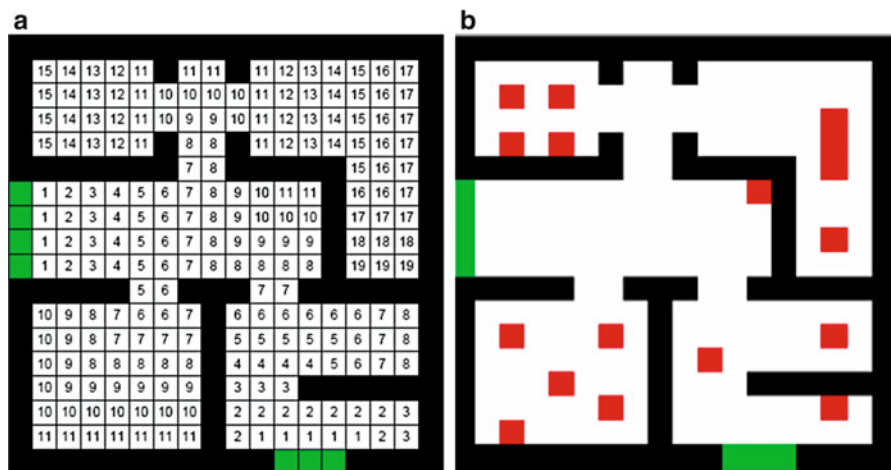 a b
15 14 13 12 11 11 11 11 12 13 14 15 16 17
15 14 13 12 11 10 10 10 10 11 12 13 14 15 16 17
15 14 13 12 11 10 9 9 10 11 12 13 14 15 16 17
15 14 13 12 11 8 8 11 12 13 14 15 16 17
7 8 15 16 17
1 2 3 4 5 6 7 8 9 10 11 11 16 16 17
1 2 3 4 5 6 7 8 9 10 10 10 17 17 17
1 2 3 4 5 6 7 8 9 9 9 9 18 18 18
1 2 3 4 5 6 7 8 8 8 8 8 19 19 19
5 6 7 7
10 9 8 7 6 6 7 6 6 6 6 6 6 7 8
10 9 8 7 7 7 7 5 5 5 5 5 6 7 8
10 9 8 8 8 8 8 4 4 4 4 5 6 7 8
10 9 9 9 9 9 9 3 3 3
10 10 10 10 10 10 10 2 2 2 2 2 2 2 3
11 11 11 11 11 11 11 2 1 1 1 1 1 2 3